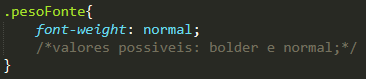 .pesoFonte{
font-weight: normal;
/*valores possiveis: bolder e normal;*/
}